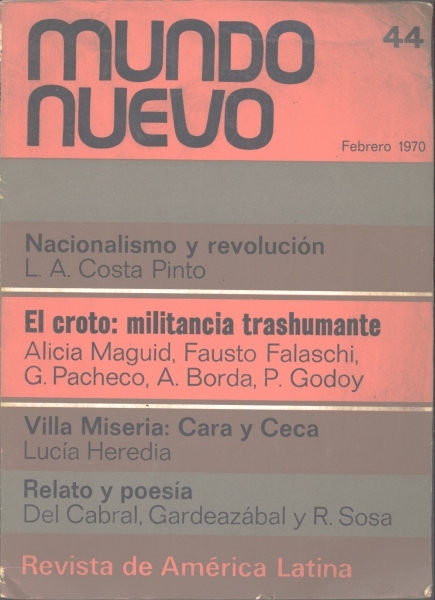 mundo
nuevo
44
Febrero 1970
Nacionalismo y revolución
L. A. Costa Pinto
El croto: militancia trashumante
Alicia Maguid, Fausto Falaschi,
G. Pacheco, A. Borda, P. Godoy
Villa Miseria: Cara y Ceca
Lucía Heredia
Relato y poesía
Del Cabral, Gardeazábal y R. Sosa
Revista de América Latina